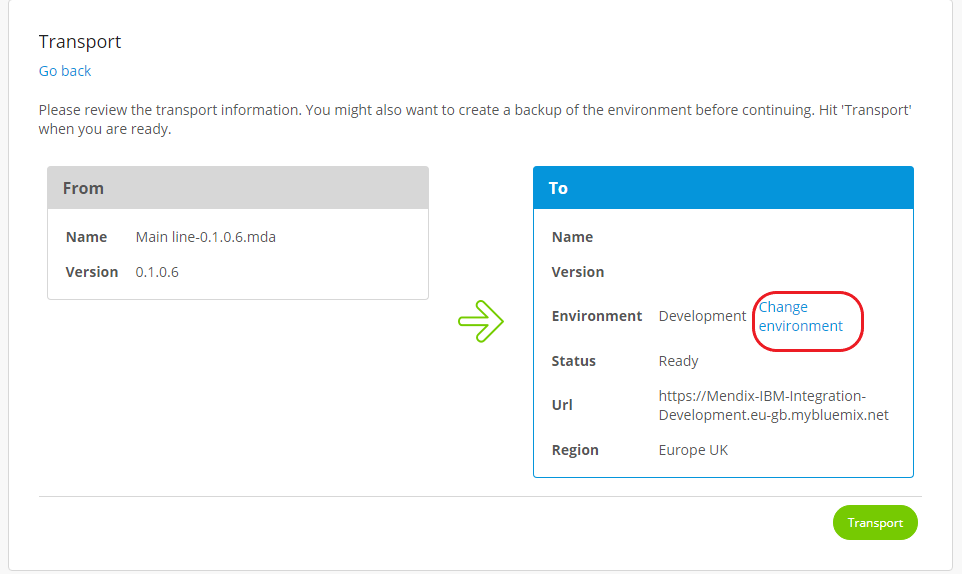 Transport
Go back
Please review the transport information. You might also want to create a backup of the environment before continuing. Hit 'Transport'
when you are ready.
From
Name Main line-0.1.0.6.mda
Version 0.1.0.6
To
Name
Version
Environment Development Change
environment
Status Ready
Url https://Mendix-IBM-Integration-
Development.eu-gb.mybluemix.net
Region Europe UK
Transport